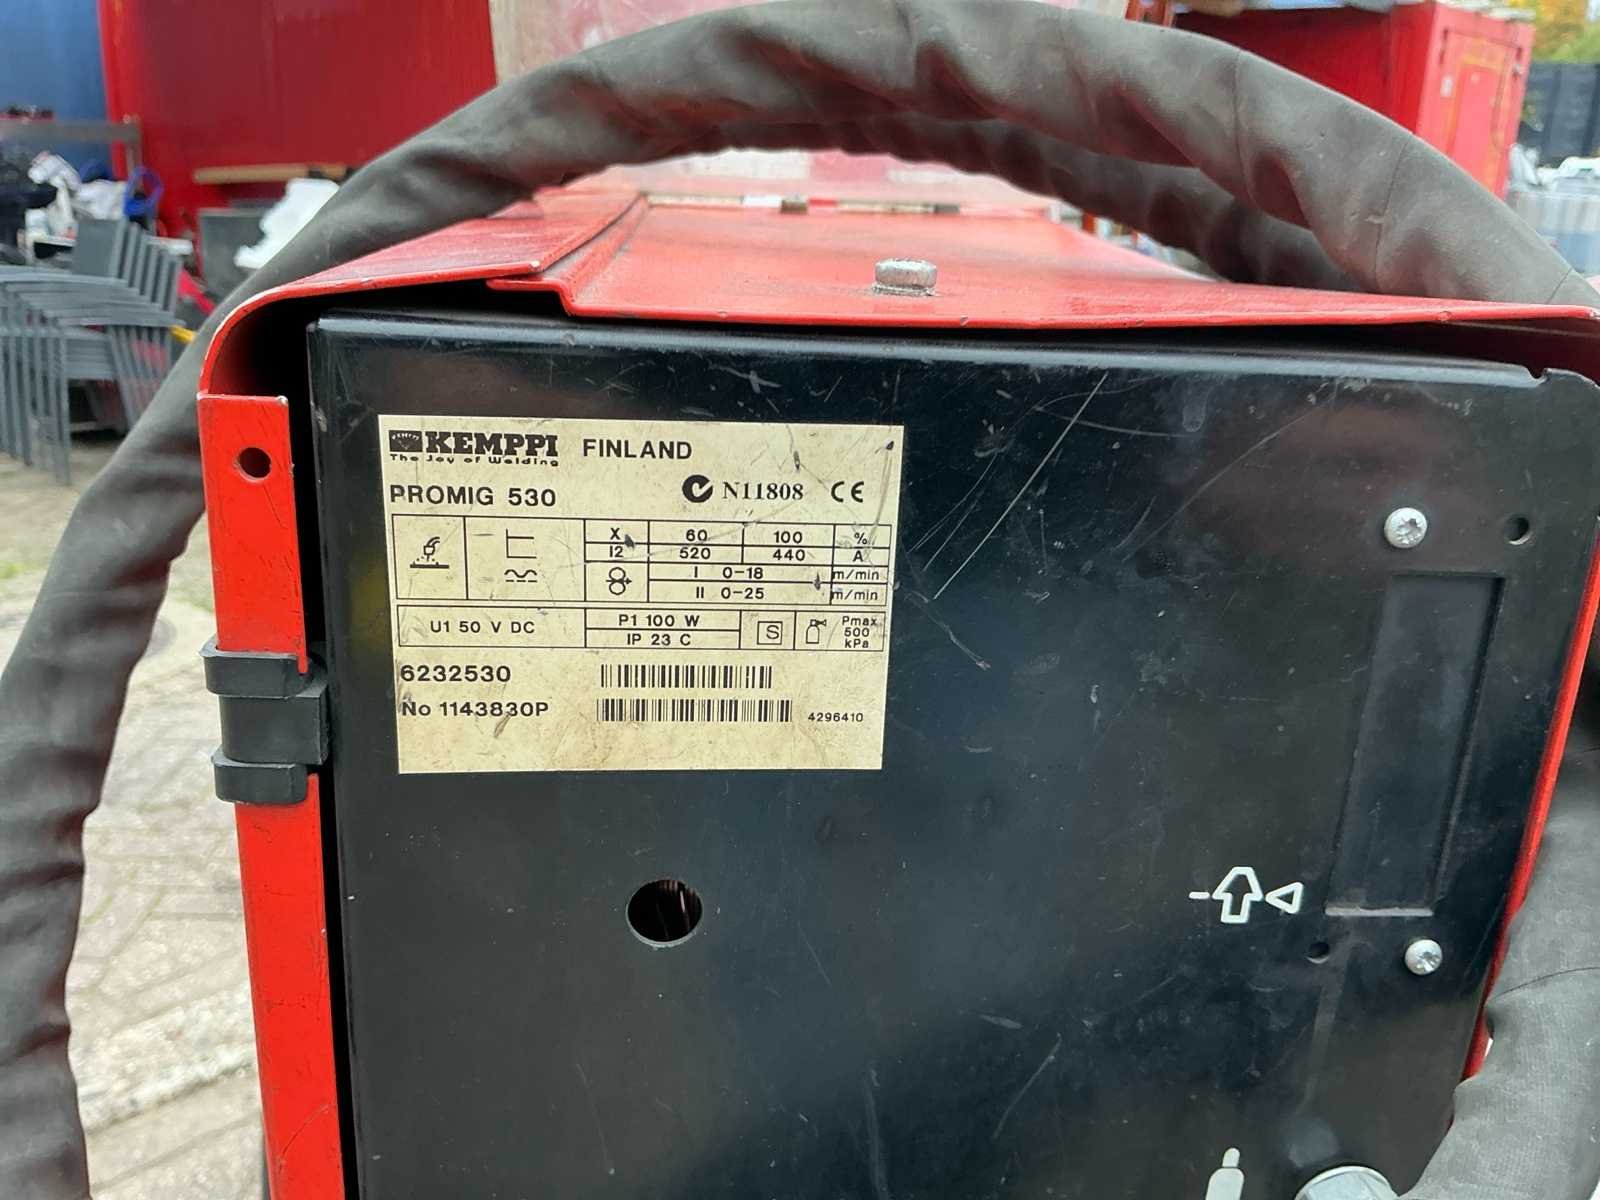 KEMPPI FINLAND
The Joy of Welding
PROMIG 530 N11808 CE
X 60 100 %
I2 520 440 A
I 0-18 m/min
II 0-25 m/min
U1 50 V DC P1 100 W S Pmax 500 kPa
IP 23 C
6232530
No 1143830P 4296410